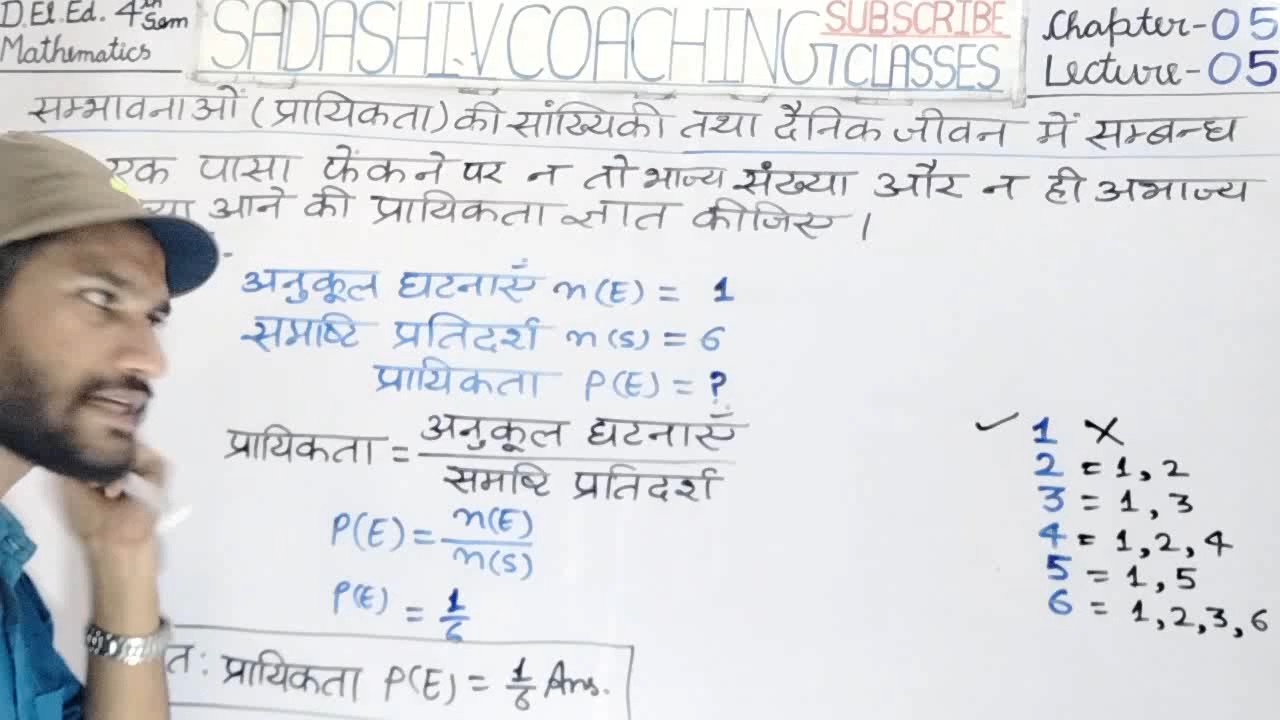 D.El.Ed. 4th Sem
Mathematics
SADASHIV COACHING CLASSES
SUBSCRIBE
Chapter-05
Lecture-05
सम्भावनाओं (प्रायिकता) की सांख्यिकी तथा दैनिक जीवन में सम्बन्ध
एक पासा फेंकने पर न तो भाज्य संख्या और न ही अभाज्य
आने की प्रायिकता ज्ञात कीजिए।
अनुकूल घटनाएँ n(E) = 1
समष्टि प्रतिदर्श n(S) = 6
प्रायिकता P(E) = ?
प्रायिकता = अनुकूल घटनाएँ / समष्टि प्रतिदर्श
P(E) = n(E) / n(S)
P(E) = 1/6
प्रायिकता P(E) = 1/6 Ans.
✓ 1 ×
2 = 1, 2
3 = 1, 3
4 = 1, 2, 4
5 = 1, 5
6 = 1, 2, 3, 6